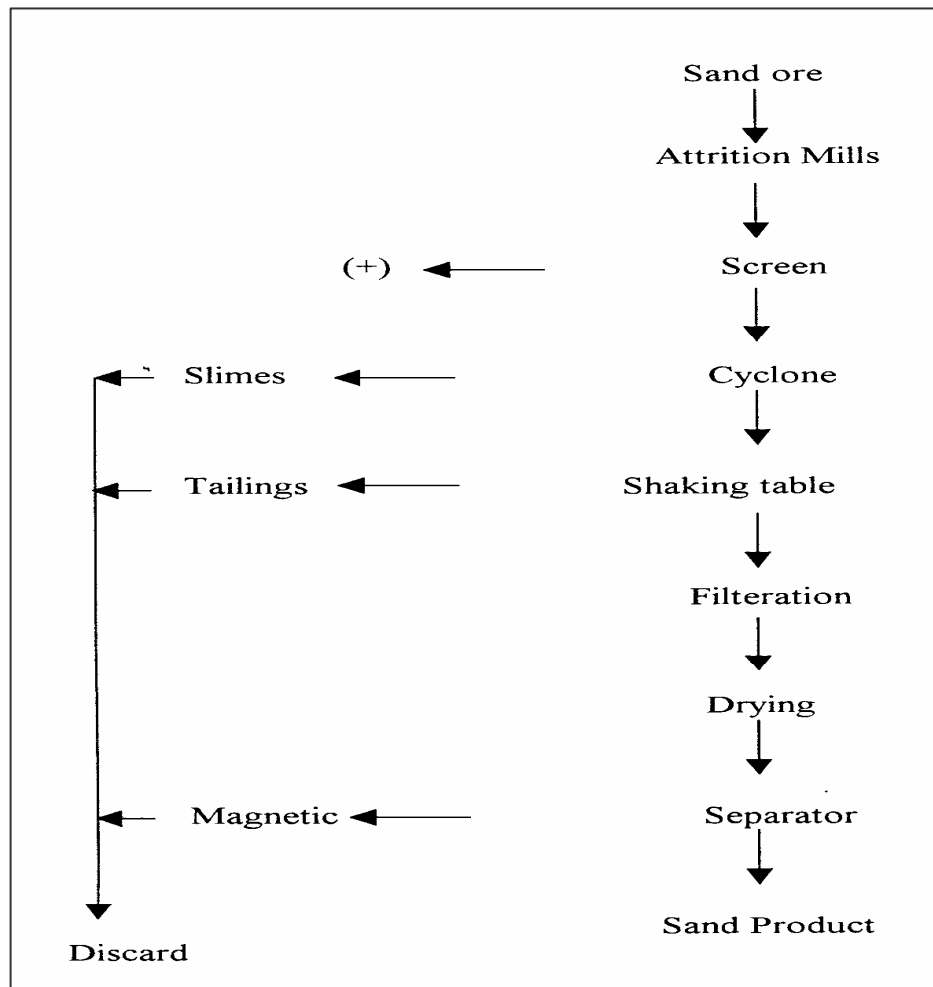 Sand ore
Attrition Mills
(+)
Screen
Slimes
Cyclone
Tailings
Shaking table
Filteration
Drying
Magnetic
Separator
Sand Product
Discard